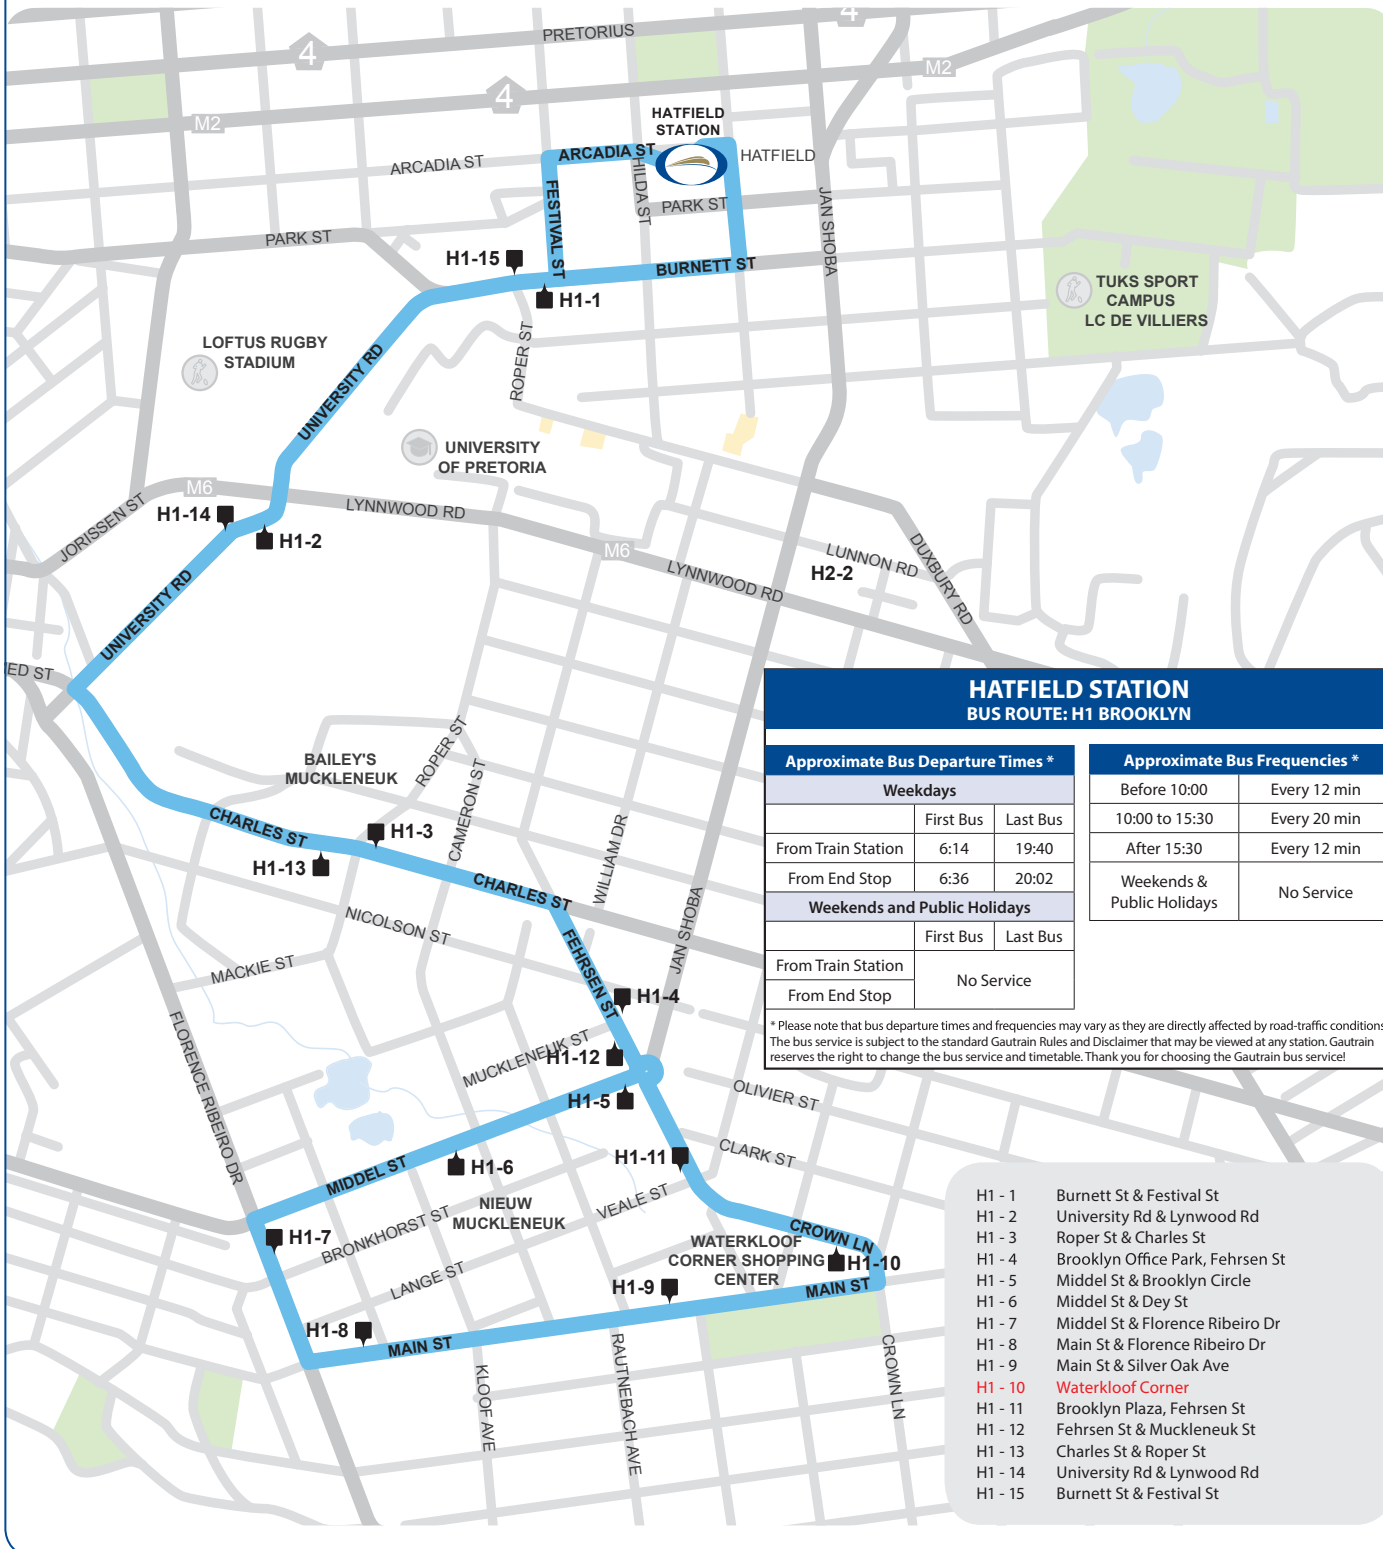 PRETORIUS
4
4
4
M2
M2
HATFIELD
STATION
ARCADIA ST
ARCADIA ST
HATFIELD
HILDA ST
FESTIVAL ST
PARK ST
JAN SHOBA
PARK ST
H1-15
BURNETT ST
H1-1
TUKS SPORT
CAMPUS
LC DE VILLIERS
LOFTUS RUGBY
STADIUM
ROPER ST
UNIVERSITY RD
UNIVERSITY
OF PRETORIA
M6
LYNNWOOD RD
JORISSEN ST
H1-14
H1-2
M6
LUNNON RD
DUXBURY RD
H2-2
LYNNWOOD RD
UNIVERSITY RD
IED ST
HATFIELD STATION
BUS ROUTE: H1 BROOKLYN
Approximate Bus Departure Times *
Weekdays
First Bus Last Bus
From Train Station 6:14 19:40
From End Stop 6:36 20:02
Weekends and Public Holidays
First Bus Last Bus
From Train Station
No Service
From End Stop
Approximate Bus Frequencies *
Before 10:00 Every 12 min
10:00 to 15:30 Every 20 min
After 15:30 Every 12 min
Weekends &
Public Holidays
No Service
* Please note that bus departure times and frequencies may vary as they are directly affected by road-traffic conditions
The bus service is subject to the standard Gautrain Rules and Disclaimer that may be viewed at any station. Gautrain
reserves the right to change the bus service and timetable. Thank you for choosing the Gautrain bus service!
BAILEY'S
MUCKLENEUK
ROPER ST
CAMERON ST
CHARLES ST
H1-3
H1-13
WILLIAM DR
CHARLES ST
JAN SHOBA
NICOLSON ST
FEHRSEN ST
MACKIE ST
H1-4
FLORENCE RIBEIRO DR
MUCKLENEUK ST
H1-12
H1-5
OLIVIER ST
CLARK ST
H1-11
MIDDEL ST
H1-6
NIEUW
MUCKLENEUK
VEALE ST
BRONKHORST ST
H1-7
CROWN LN
WATERKLOOF
CORNER SHOPPING
CENTER
H1-10
LANGE ST
H1-9
MAIN ST
H1-8
MAIN ST
KLOOF AVE
RAUTNEBACH AVE
CROWN LN
H1 - 1 Burnett St & Festival St
H1 - 2 University Rd & Lynwood Rd
H1 - 3 Roper St & Charles St
H1 - 4 Brooklyn Office Park, Fehrsen St
H1 - 5 Middel St & Brooklyn Circle
H1 - 6 Middel St & Dey St
H1 - 7 Middel St & Florence Ribeiro Dr
H1 - 8 Main St & Florence Ribeiro Dr
H1 - 9 Main St & Silver Oak Ave
H1 - 10 Waterkloof Corner
H1 - 11 Brooklyn Plaza, Fehrsen St
H1 - 12 Fehrsen St & Muckleneuk St
H1 - 13 Charles St & Roper St
H1 - 14 University Rd & Lynwood Rd
H1 - 15 Burnett St & Festival St